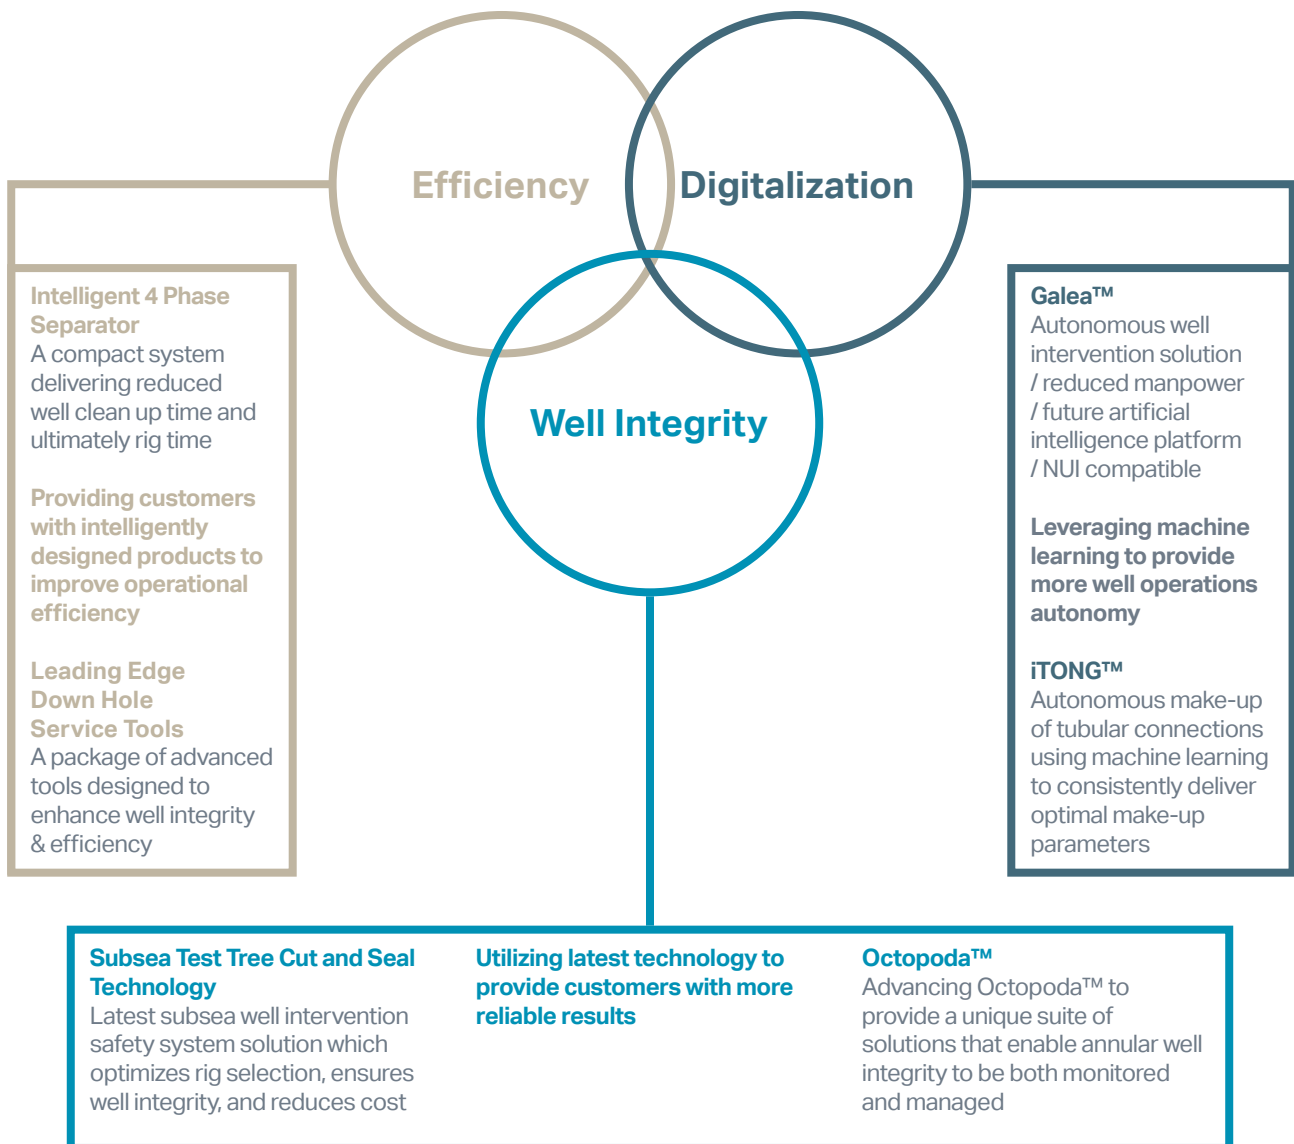 Efficiency
Digitalization
Well Integrity
Intelligent 4 Phase
Separator
A compact system
delivering reduced
well clean up time and
ultimately rig time
Providing customers
with intelligently
designed products to
improve operational
efficiency
Leading Edge
Down Hole
Service Tools
A package of advanced
tools designed to
enhance well integrity
& efficiency
Galea™
Autonomous well
intervention solution
/ reduced manpower
/ future artificial
intelligence platform
/ NUI compatible
Leveraging machine
learning to provide
more well operations
autonomy
iTONG™
Autonomous make-up
of tubular connections
using machine learning
to consistently deliver
optimal make-up
parameters
Subsea Test Tree Cut and Seal
Technology
Latest subsea well intervention
safety system solution which
optimizes rig selection, ensures
well integrity, and reduces cost
Utilizing latest technology to
provide customers with more
reliable results
Octopoda™
Advancing Octopoda™ to
provide a unique suite of
solutions that enable annular well
integrity to be both monitored
and managed